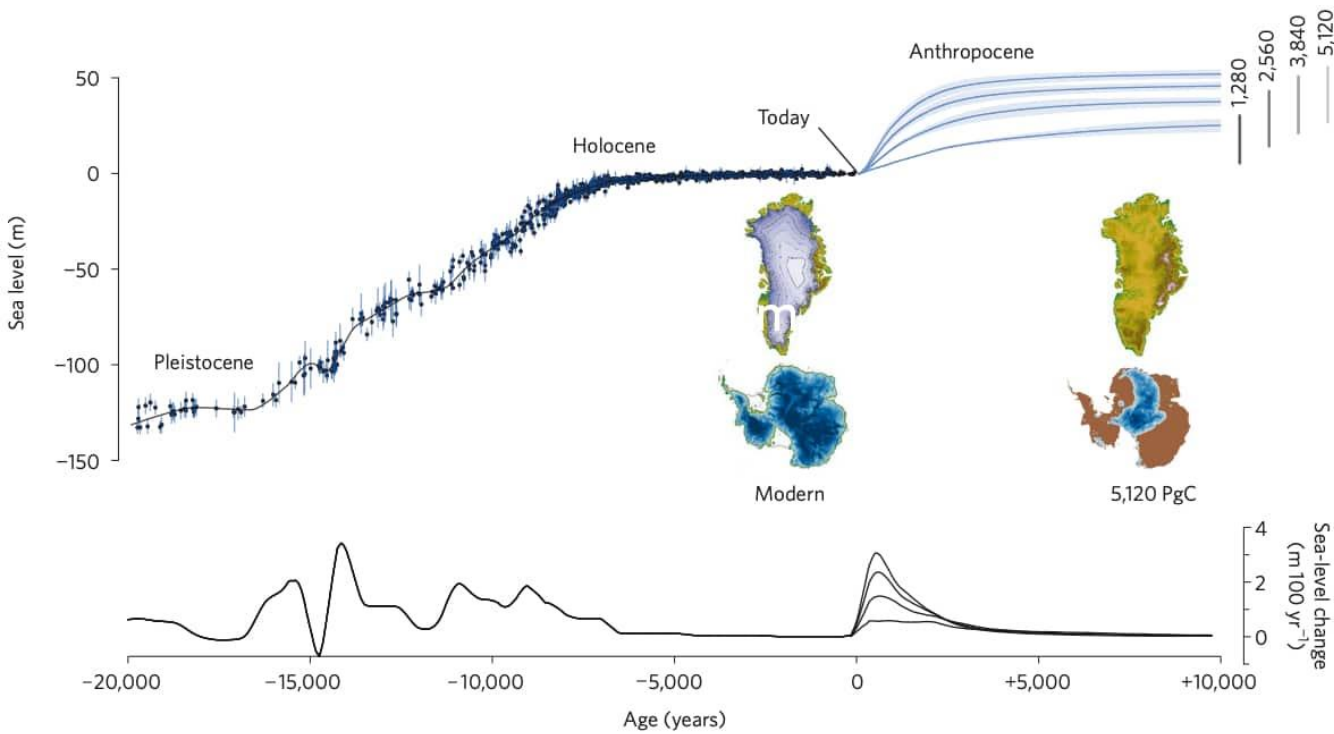 Sea level (m)
50
0
−50
−100
−150
Pleistocene
Holocene
Today
Anthropocene
1,280
2,560
3,840
5,120
m
Modern
5,120 PgC
4
2
0
Sea-level change
(m 100 yr⁻¹)
−20,000
−15,000
−10,000
−5,000
0
+5,000
+10,000
Age (years)